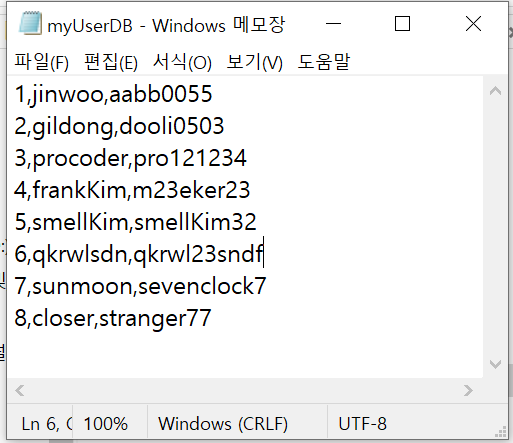 myUserDB - Windows 메모장
파일(F) 편집(E) 서식(O) 보기(V) 도움말
1,jinwoo,aabb0055
2,gildong,dooli0503
3,procoder,pro121234
4,frankKim,m23eker23
5,smellKim,smellKim32
6,qkrwlsdn,qkrwl23sndf
7,sunmoon,sevenclock7
8,closer,stranger77
Ln 6, 100% Windows (CRLF) UTF-8